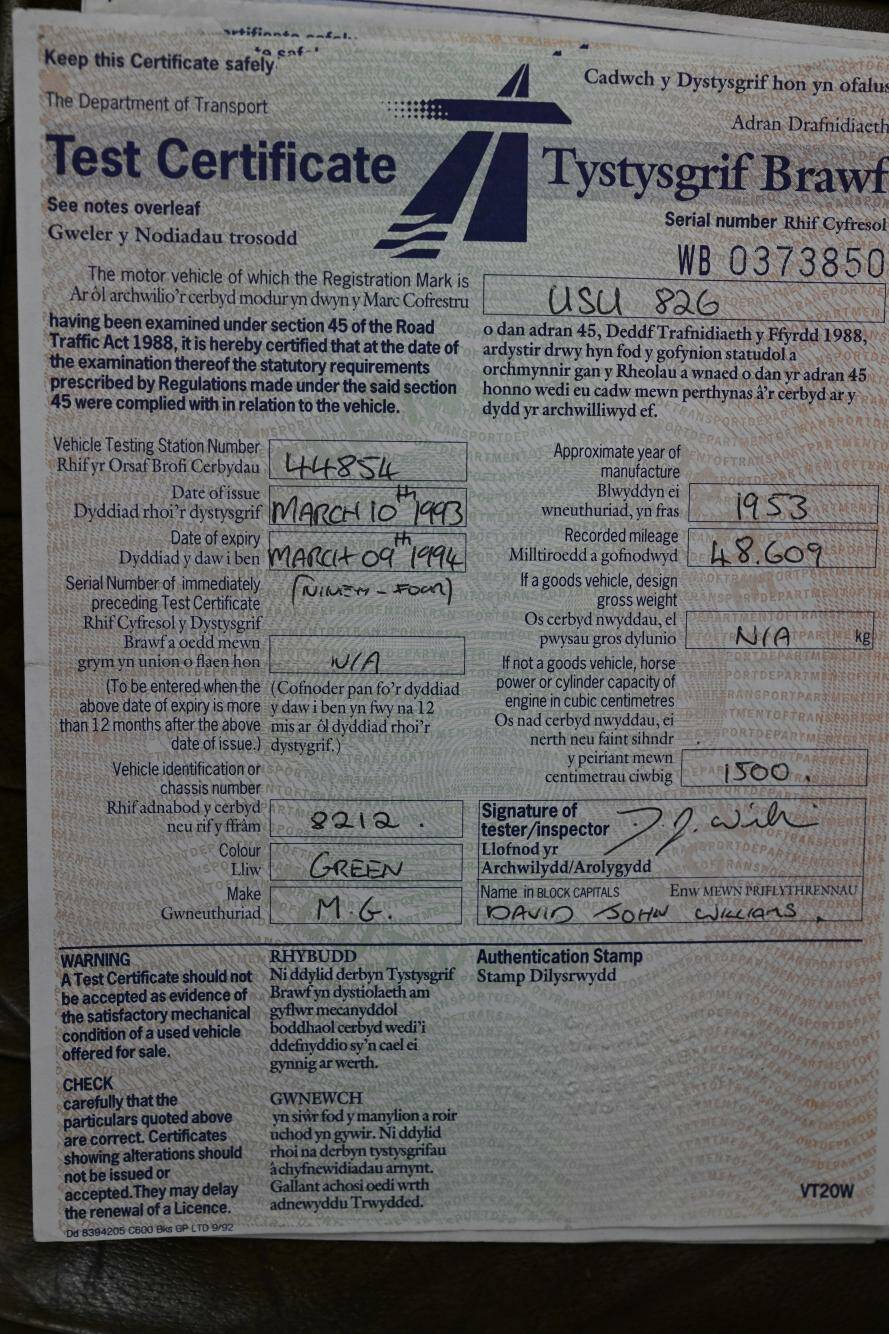 Keep this Certificate safely
Cadwch y Dystysgrif hon yn ofalus
The Department of Transport
Adran Drafnidiaeth
Test Certificate
Tystysgrif Brawf
See notes overleaf
Gweler y Nodiadau trosodd
Serial number Rhif Cyfresol
WB 0373850
The motor vehicle of which the Registration Mark is
Ar ôl archwilio'r cerbyd modur yn dwyn y Marc Cofrestru
USU 826
having been examined under section 45 of the Road
Traffic Act 1988, it is hereby certified that at the date of
the examination thereof the statutory requirements
prescribed by Regulations made under the said section
45 were complied with in relation to the vehicle.
o dan adran 45, Deddf Trafnidiaeth y Ffyrdd 1988,
ardystir drwy hyn fod y gofynion statudol a
orchmynnir gan y Rheolau a wnaed o dan yr adran 45
honno wedi eu cadw mewn perthynas â'r cerbyd ar y
dydd yr archwiliwyd ef.
Vehicle Testing Station Number
Rhif yr Orsaf Brofi Cerbydau
44854
Date of issue
Dyddiad rhoi'r dystysgrif
MARCH 10th 1993
Date of expiry
Dyddiad y daw i ben
MARCH 09th 1994
(NINETY-FOUR)
Serial Number of immediately
preceding Test Certificate
Rhif Cyfresol y Dystysgrif
Brawf a oedd mewn
grym yn union o flaen hon
N/A
(To be entered when the
above date of expiry is more
than 12 months after the above
date of issue.)
(Cofnoder pan fo'r dyddiad
y daw i ben yn fwy na 12
mis ar ôl dyddiad rhoi'r
dystygrif.)
Vehicle identification or
chassis number
Rhif adnabod y cerbyd
neu rif y ffrâm
8212.
Colour
Lliw
GREEN
Make
Gwneuthuriad
M.G.
Approximate year of
manufacture
Blwyddyn ei
wneuthuriad, yn fras
1953
Recorded mileage
Milltiroedd a gofnodwyd
48.609
If a goods vehicle, design
gross weight
Os cerbyd nwyddau, el
pwysau gros dylunio
N/A kg
If not a goods vehicle, horse
power or cylinder capacity of
engine in cubic centimetres
Os nad cerbyd nwyddau, ei
nerth neu faint sihndr
y peiriant mewn
centimetrau ciwbig
1500.
Signature of
tester/inspector
Llofnod yr
Archwilydd/Arolygydd
Name in BLOCK CAPITALS Enw MEWN PRIFLYTHRENNAU
DAVID JOHN WILLIAMS.
WARNING
A Test Certificate should not
be accepted as evidence of
the satisfactory mechanical
condition of a used vehicle
offered for sale.
RHYBUDD
Ni ddylid derbyn Tystysgrif
Brawf yn dystiolaeth am
gyflwr mecanyddol
boddhaol cerbyd wedi'i
ddefnyddio sy'n cael ei
gynnig ar werth.
Authentication Stamp
Stamp Dilysrwydd
CHECK
carefully that the
particulars quoted above
are correct. Certificates
showing alterations should
not be issued or
accepted. They may delay
the renewal of a Licence.
GWNEWCH
yn siŵr fod y manylion a roir
uchod yn gywir. Ni ddylid
rhoi na derbyn tystysgrifau
â chyfnewidiadau arnynt.
Gallant achosi oedi wrth
adnewyddu Trwydded.
VT20W
Dd 8394205 C600 Bks GP LTD 9/92